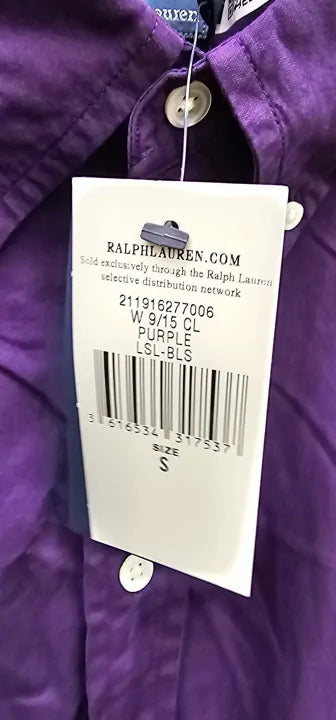 RALPHLAUREN.COM
Sold exclusively through the Ralph Lauren
selective distribution network
211916277006
W 9/15 CL
PURPLE
LSL-BLS
3 616534 317537
SIZE
S